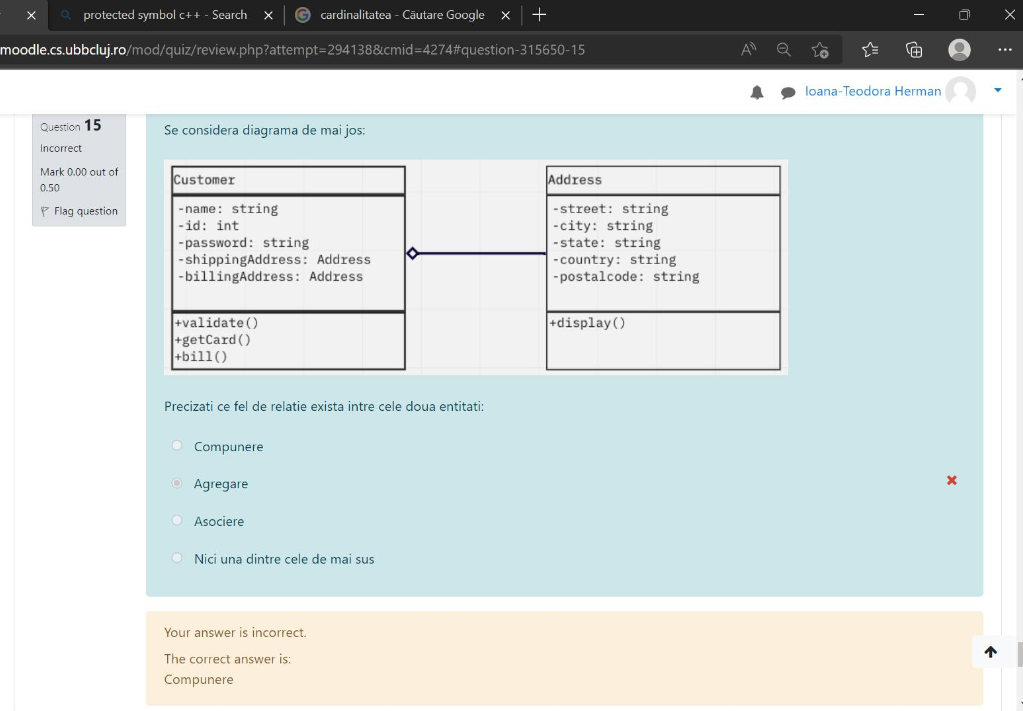 protected symbol c++ - Search
cardinalitatea - Căutare Google
moodle.cs.ubbcluj.ro/mod/quiz/review.php?attempt=294138&cmid=4274#question-315650-15
Ioana-Teodora Herman
Question 15
Incorrect
Mark 0.00 out of
0.50
Flag question
Se considera diagrama de mai jos:
Customer
-name: string
-id: int
-password: string
-shippingAddress: Address
-billingAddress: Address
+validate()
+getCard()
+bill()
Address
-street: string
-city: string
-state: string
-country: string
-postalcode: string
+display()
Precizati ce fel de relatie exista intre cele doua entitati:
Compunere
Agregare
Asociere
Nici una dintre cele de mai sus
Your answer is incorrect.
The correct answer is:
Compunere